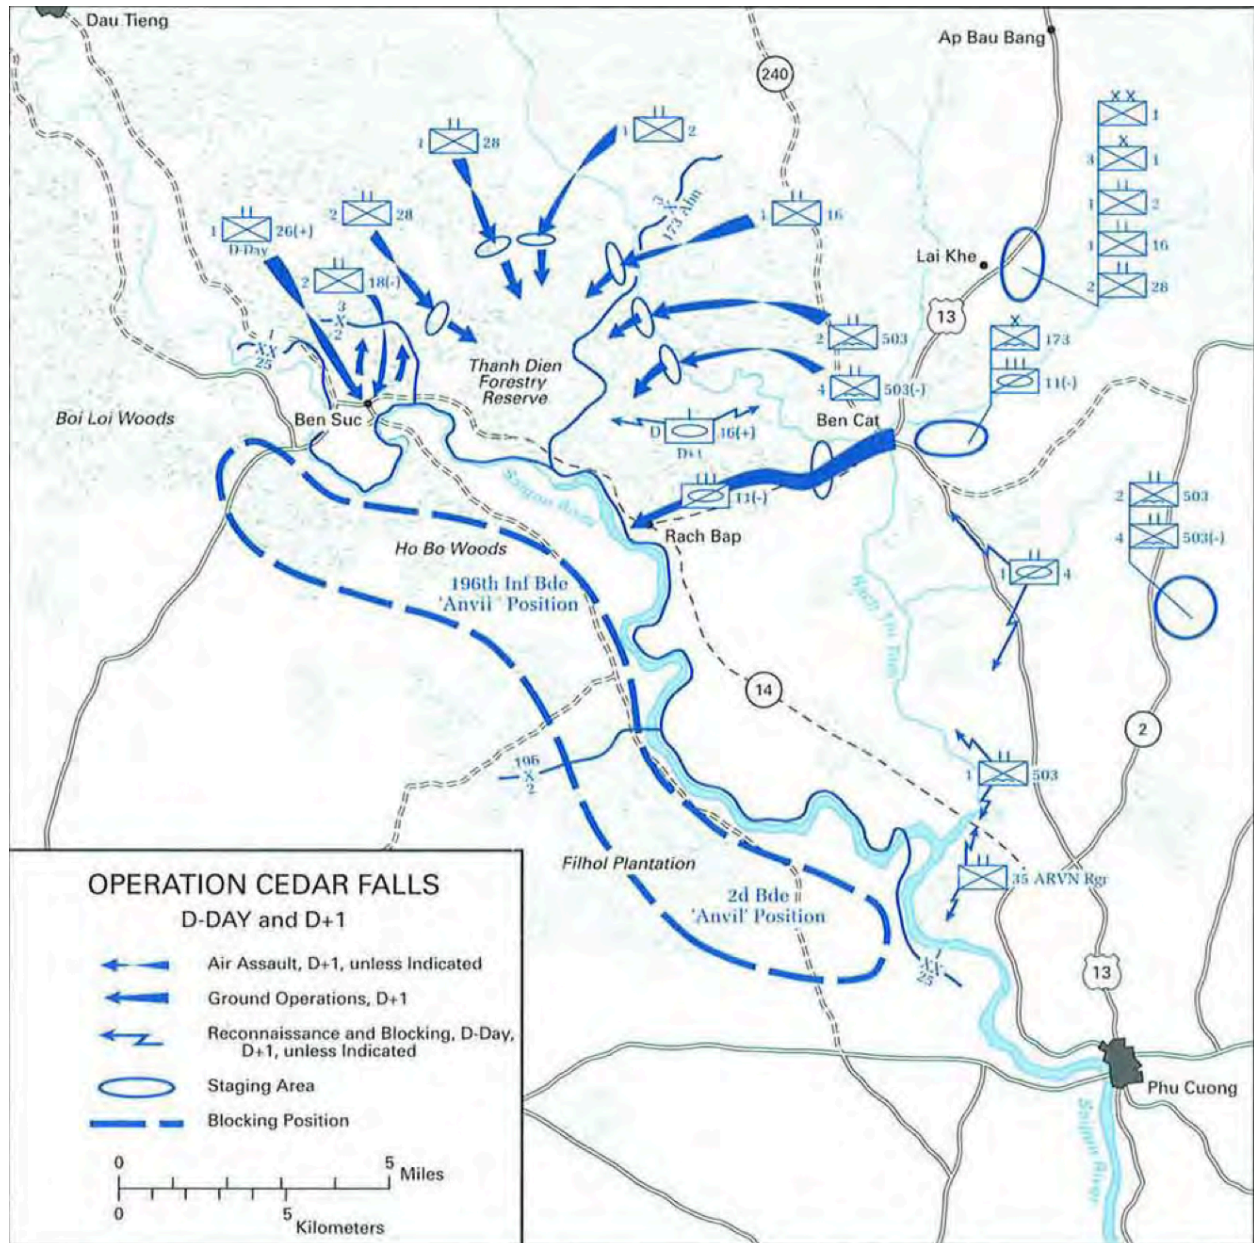 Dau Tieng
Ap Bau Bang
240
1
3 1
1 2
1 16
2 28
1 28
1 2
2 28
1 26(+)
D-Day
2 18(-)
3
X
173 Abn
1 16
Lai Khe
13
173
11(-)
2 503
4 503(-)
3
X
2
1
XX
25
Thanh Dien
Forestry
Reserve
Ben Cat
Boi Loi Woods
Ben Suc
D 16(+)
D+1
11(-)
Saigon River
Rach Bap
2 503
4 503(-)
Ho Bo Woods
196th Inf Bde
'Anvil' Position
1 4
Rach Thi Tinh
14
2
196
X
2
1 503
35 ARVN Rgr
Filhol Plantation
2d Bde
'Anvil' Position
1
XX
25
13
Phu Cuong
Saigon River
OPERATION CEDAR FALLS
D-DAY and D+1
Air Assault, D+1, unless Indicated
Ground Operations, D+1
Reconnaissance and Blocking, D-Day,
D+1, unless Indicated
Staging Area
Blocking Position
0 5
Miles
0 5
Kilometers